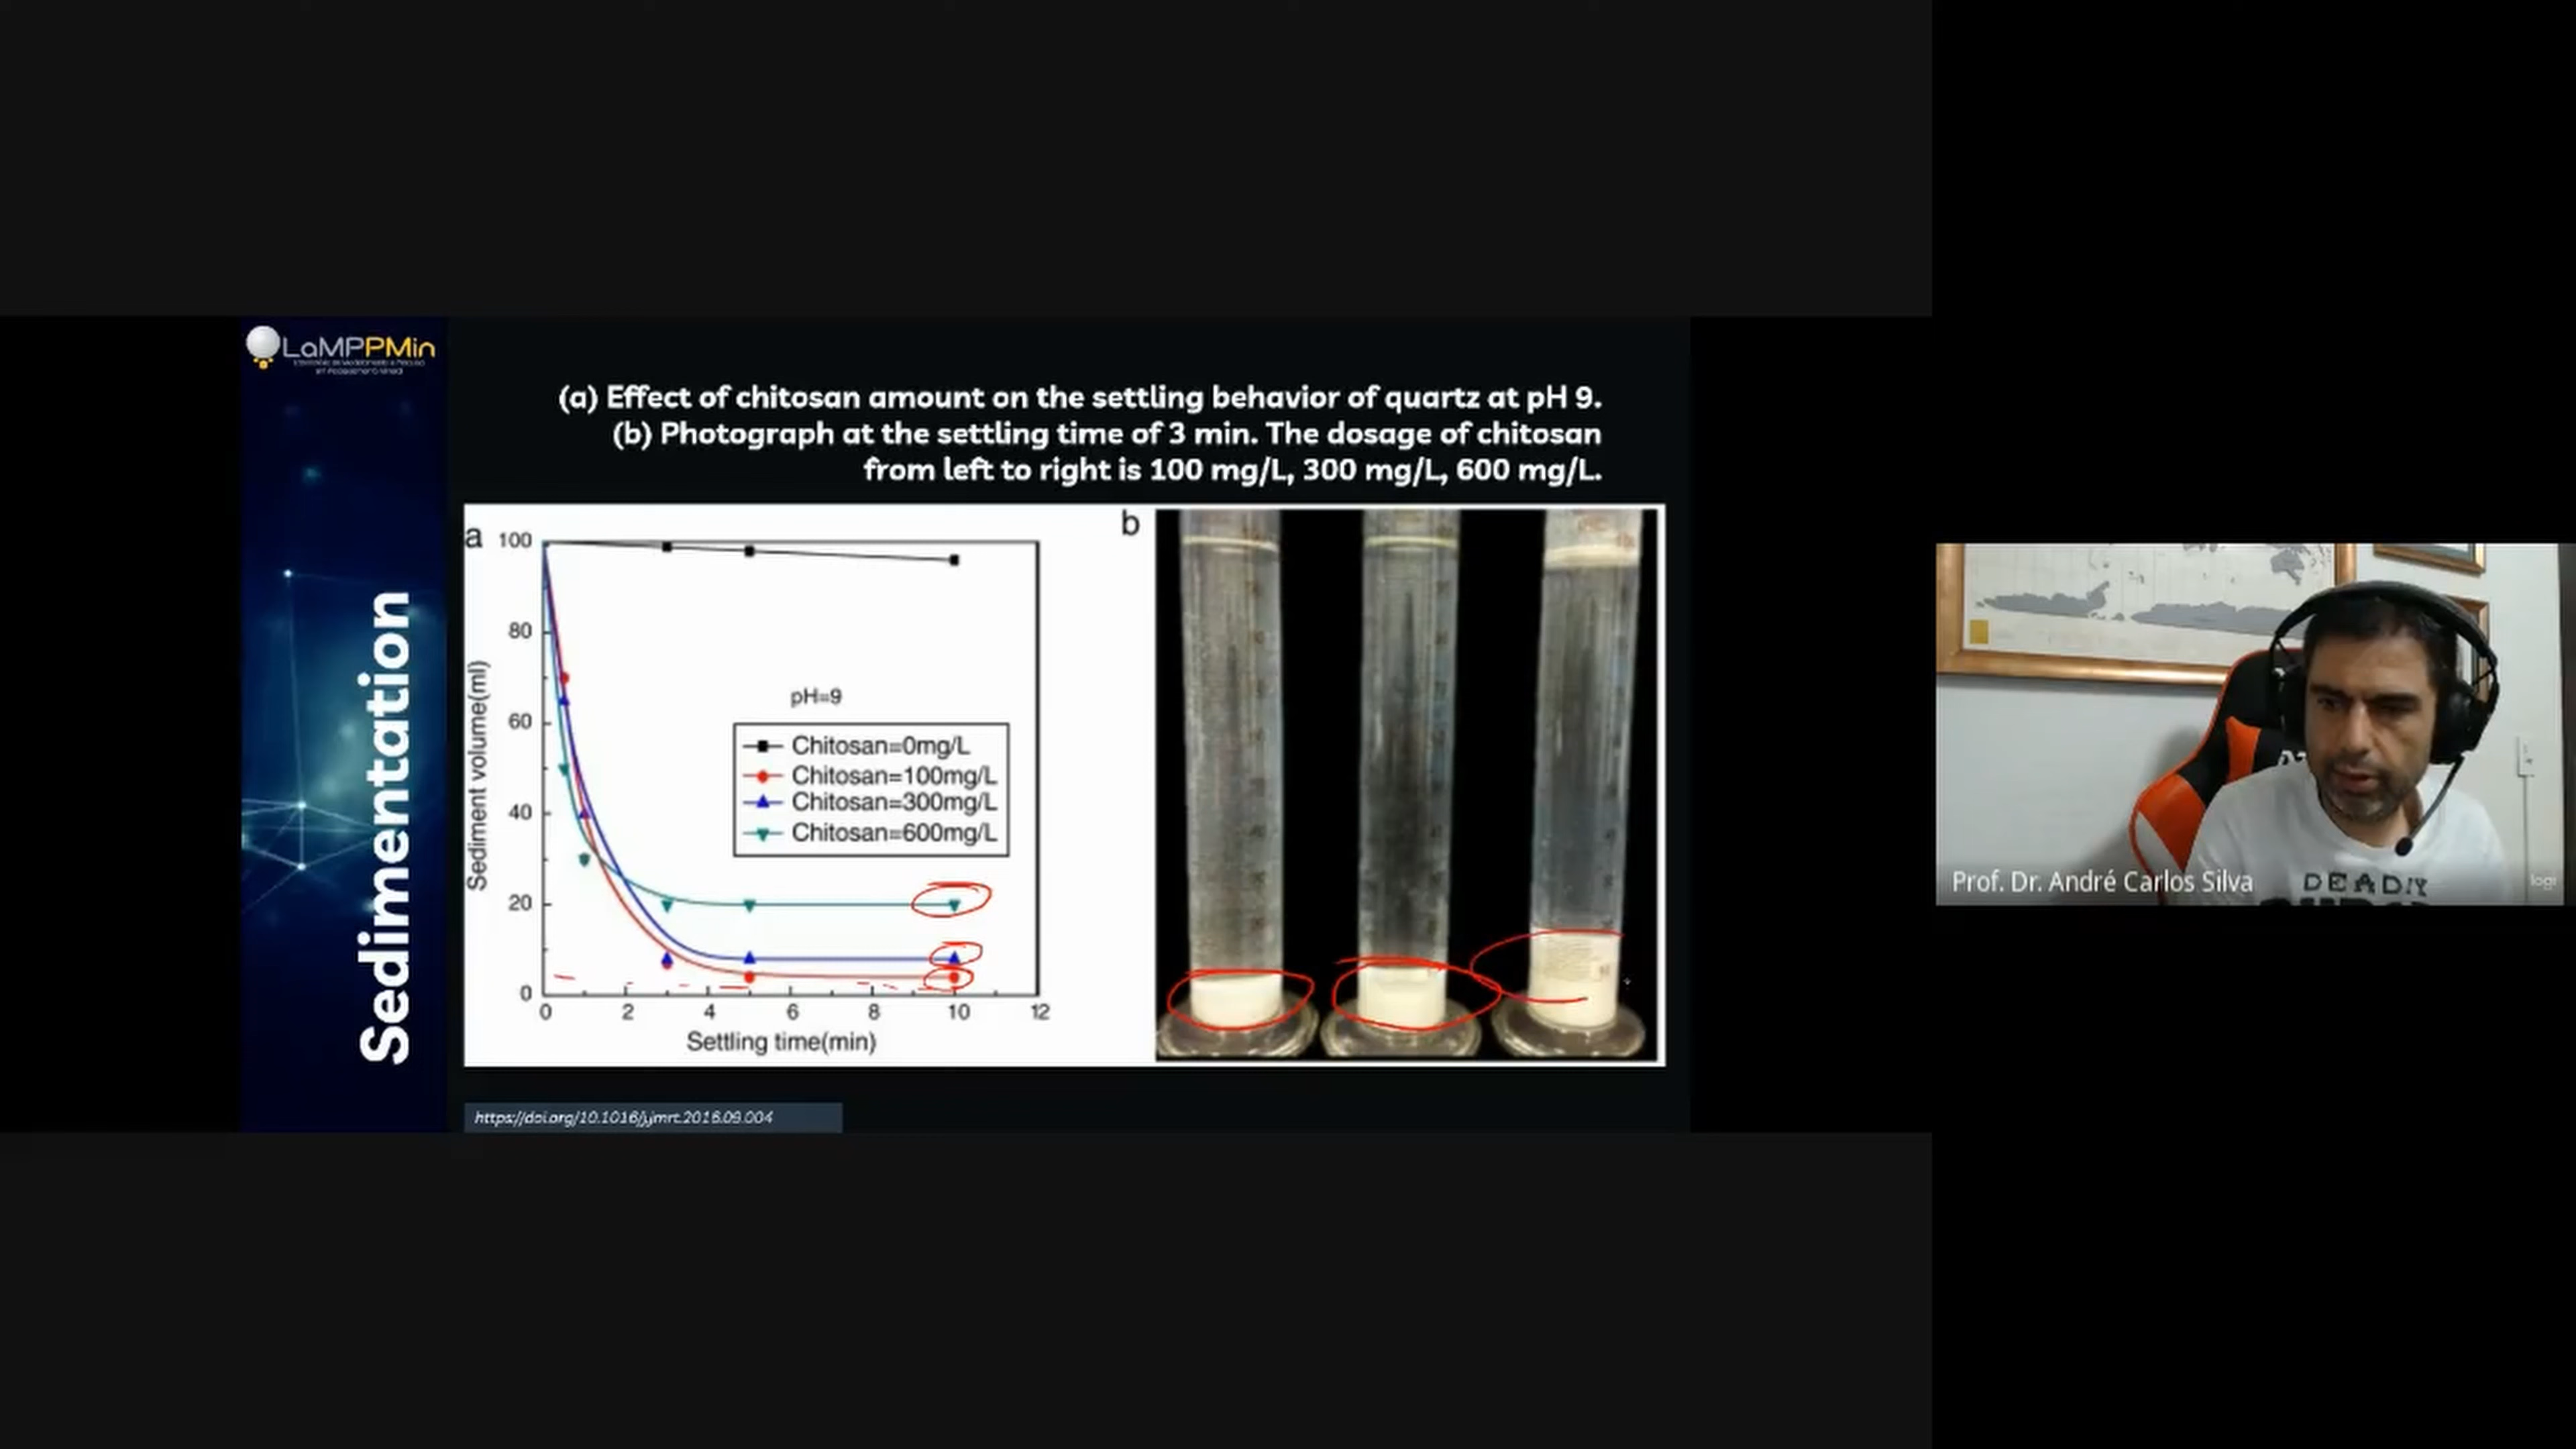 LaMPPMin
Sedimentation
(a) Effect of chitosan amount on the settling behavior of quartz at pH 9.
(b) Photograph at the settling time of 3 min. The dosage of chitosan
from left to right is 100 mg/L, 300 mg/L, 600 mg/L.
a
100
80
60
40
20
0
Sediment volume(ml)
pH=9
Chitosan=0mg/L
Chitosan=100mg/L
Chitosan=300mg/L
Chitosan=600mg/L
0 2 4 6 8 10 12
Settling time(min)
b
https://doi.org/10.1016/j.jmrt.2016.09.004
Prof. Dr. André Carlos Silva
DEADLY
logi